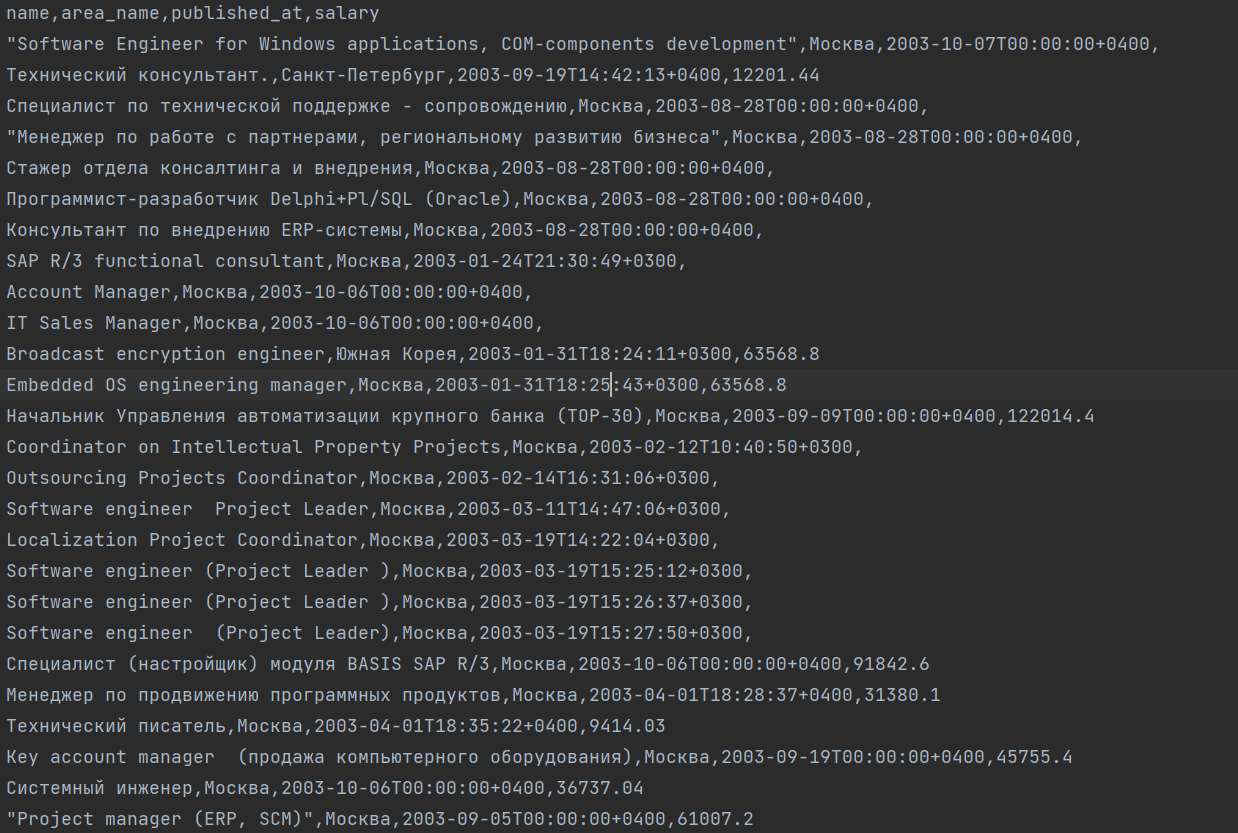 name,area_name,published_at,salary
"Software Engineer for Windows applications, COM-components development",Москва,2003-10-07T00:00:00+0400,
Технический консультант.,Санкт-Петербург,2003-09-19T14:42:13+0400,12201.44
Специалист по технической поддержке - сопровождению,Москва,2003-08-28T00:00:00+0400,
"Менеджер по работе с партнерами, региональному развитию бизнеса",Москва,2003-08-28T00:00:00+0400,
Стажер отдела консалтинга и внедрения,Москва,2003-08-28T00:00:00+0400,
Программист-разработчик Delphi+Pl/SQL (Oracle),Москва,2003-08-28T00:00:00+0400,
Консультант по внедрению ERP-системы,Москва,2003-08-28T00:00:00+0400,
SAP R/3 functional consultant,Москва,2003-01-24T21:30:49+0300,
Account Manager,Москва,2003-10-06T00:00:00+0400,
IT Sales Manager,Москва,2003-10-06T00:00:00+0400,
Broadcast encryption engineer,Южная Корея,2003-01-31T18:24:11+0300,63568.8
Embedded OS engineering manager,Москва,2003-01-31T18:25:43+0300,63568.8
Начальник Управления автоматизации крупного банка (TOP-30),Москва,2003-09-09T00:00:00+0400,122014.4
Coordinator on Intellectual Property Projects,Москва,2003-02-12T10:40:50+0300,
Outsourcing Projects Coordinator,Москва,2003-02-14T16:31:06+0300,
Software engineer  Project Leader,Москва,2003-03-11T14:47:06+0300,
Localization Project Coordinator,Москва,2003-03-19T14:22:04+0300,
Software engineer (Project Leader ),Москва,2003-03-19T15:25:12+0300,
Software engineer (Project Leader ),Москва,2003-03-19T15:26:37+0300,
Software engineer  (Project Leader),Москва,2003-03-19T15:27:50+0300,
Специалист (настройщик) модуля BASIS SAP R/3,Москва,2003-10-06T00:00:00+0400,91842.6
Менеджер по продвижению программных продуктов,Москва,2003-04-01T18:28:37+0400,31380.1
Технический писатель,Москва,2003-04-01T18:35:22+0400,9414.03
Key account manager  (продажа компьютерного оборудования),Москва,2003-09-19T00:00:00+0400,45755.4
Системный инженер,Москва,2003-10-06T00:00:00+0400,36737.04
"Project manager (ERP, SCM)",Москва,2003-09-05T00:00:00+0400,61007.2